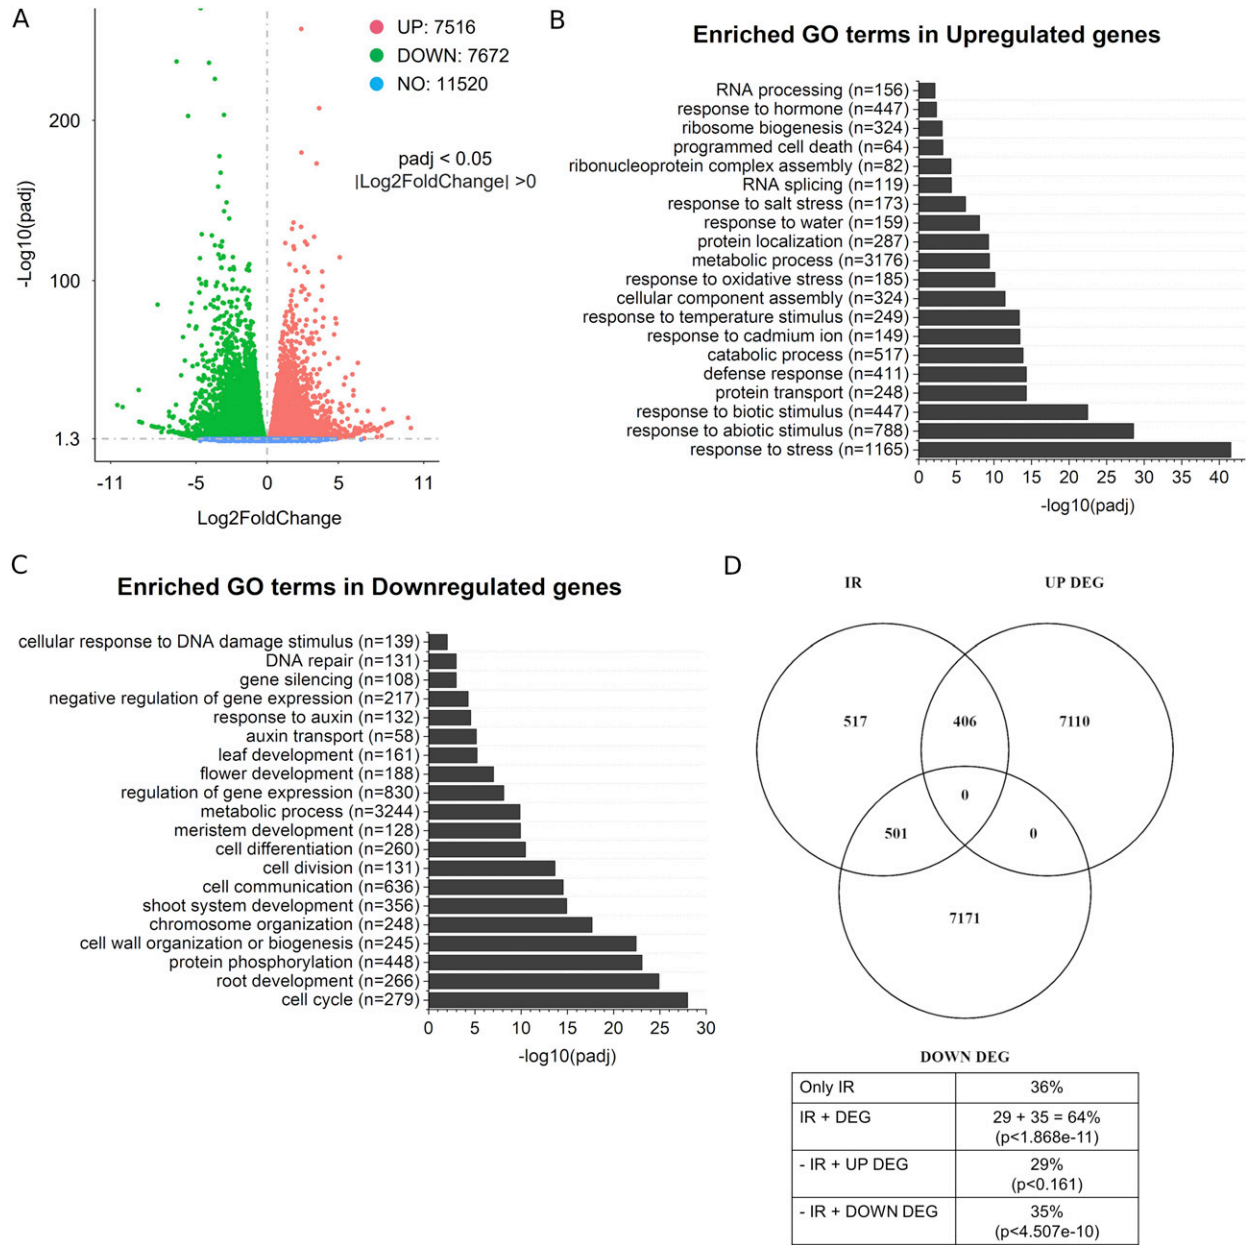 A
UP: 7516
DOWN: 7672
NO: 11520
padj < 0.05
|Log2FoldChange| >0
-Log10(padj)
200
100
1.3
-11
-5
0
5
11
Log2FoldChange
B
Enriched GO terms in Upregulated genes
RNA processing (n=156)
response to hormone (n=447)
ribosome biogenesis (n=324)
programmed cell death (n=64)
ribonucleoprotein complex assembly (n=82)
RNA splicing (n=119)
response to salt stress (n=173)
response to water (n=159)
protein localization (n=287)
metabolic process (n=3176)
response to oxidative stress (n=185)
cellular component assembly (n=324)
response to temperature stimulus (n=249)
response to cadmium ion (n=149)
catabolic process (n=517)
defense response (n=411)
protein transport (n=248)
response to biotic stimulus (n=447)
response to abiotic stimulus (n=788)
response to stress (n=1165)
0 5 10 15 20 25 30 35 40
-log10(padj)
C
Enriched GO terms in Downregulated genes
cellular response to DNA damage stimulus (n=139)
DNA repair (n=131)
gene silencing (n=108)
negative regulation of gene expression (n=217)
response to auxin (n=132)
auxin transport (n=58)
leaf development (n=161)
flower development (n=188)
regulation of gene expression (n=830)
metabolic process (n=3244)
meristem development (n=128)
cell differentiation (n=260)
cell division (n=131)
cell communication (n=636)
shoot system development (n=356)
chromosome organization (n=248)
cell wall organization or biogenesis (n=245)
protein phosphorylation (n=448)
root development (n=266)
cell cycle (n=279)
0 5 10 15 20 25 30
-log10(padj)
D
IR
UP DEG
517
406
7110
0
501
0
7171
DOWN DEG
Only IR
36%
IR + DEG
29 + 35 = 64%
(p<1.868e-11)
- IR + UP DEG
29%
(p<0.161)
- IR + DOWN DEG
35%
(p<4.507e-10)